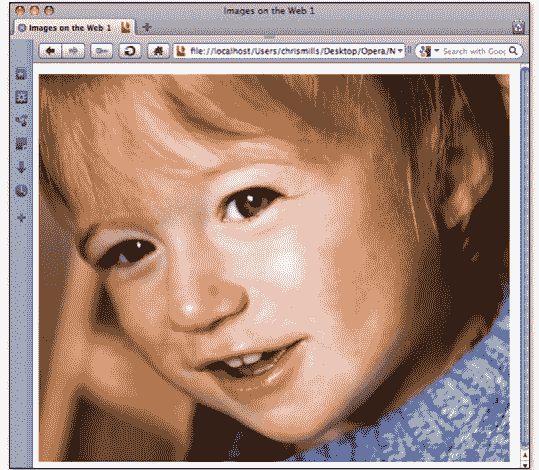 Images on the Web 1
Images on the Web 1
file://localhost/Users/chrismills/Desktop/Opera/N
Search with Goo